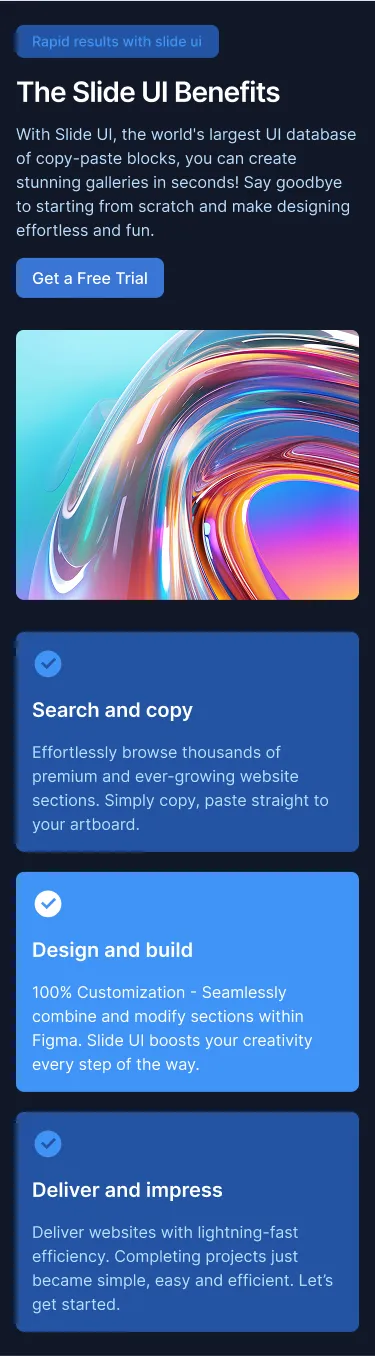 Rapid results with slide ui
The Slide UI Benefits
With Slide UI, the world's largest UI database
of copy-paste blocks, you can create
stunning galleries in seconds! Say goodbye
to starting from scratch and make designing
effortless and fun.
Get a Free Trial
Search and copy
Effortlessly browse thousands of
premium and ever-growing website
sections. Simply copy, paste straight to
your artboard.
Design and build
100% Customization - Seamlessly
combine and modify sections within
Figma. Slide UI boosts your creativity
every step of the way.
Deliver and impress
Deliver websites with lightning-fast
efficiency. Completing projects just
became simple, easy and efficient. Let’s
get started.